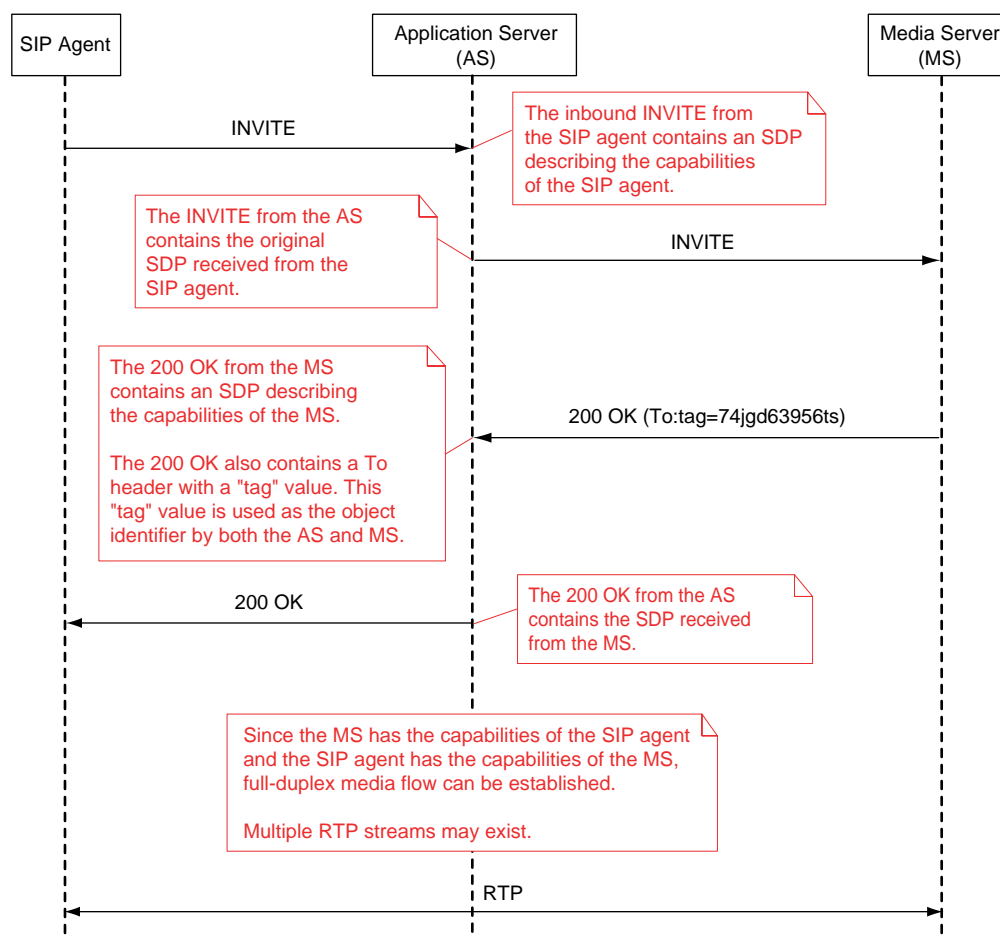 SIP Agent
Application Server
(AS)
Media Server
(MS)
INVITE
The inbound INVITE from
the SIP agent contains an SDP
describing the capabilities
of the SIP agent.
The INVITE from the AS
contains the original
SDP received from the
SIP agent.
INVITE
The 200 OK from the MS
contains an SDP describing
the capabilities of the MS.
The 200 OK also contains a To
header with a "tag" value. This
"tag" value is used as the object
identifier by both the AS and MS.
200 OK (To:tag=74jgd63956ts)
200 OK
The 200 OK from the AS
contains the SDP received
from the MS.
Since the MS has the capabilities of the SIP agent
and the SIP agent has the capabilities of the MS,
full-duplex media flow can be established.
Multiple RTP streams may exist.
RTP